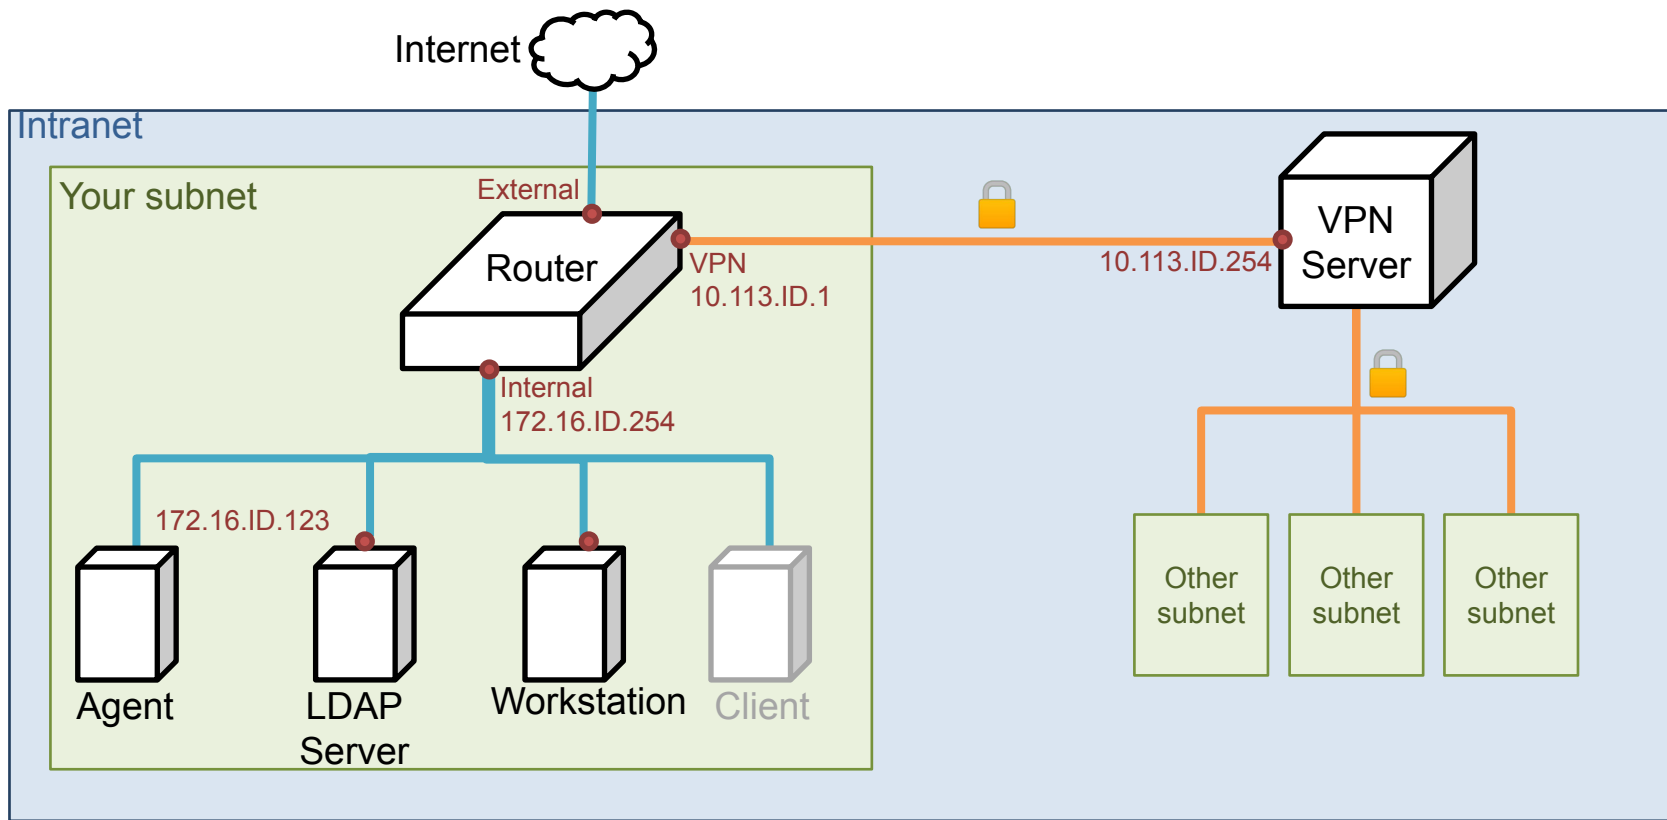 Internet
Intranet
Your subnet
External
Router
VPN
10.113.ID.1
10.113.ID.254
VPN
Server
Internal
172.16.ID.254
172.16.ID.123
Agent
LDAP
Server
Workstation
Client
Other
subnet
Other
subnet
Other
subnet